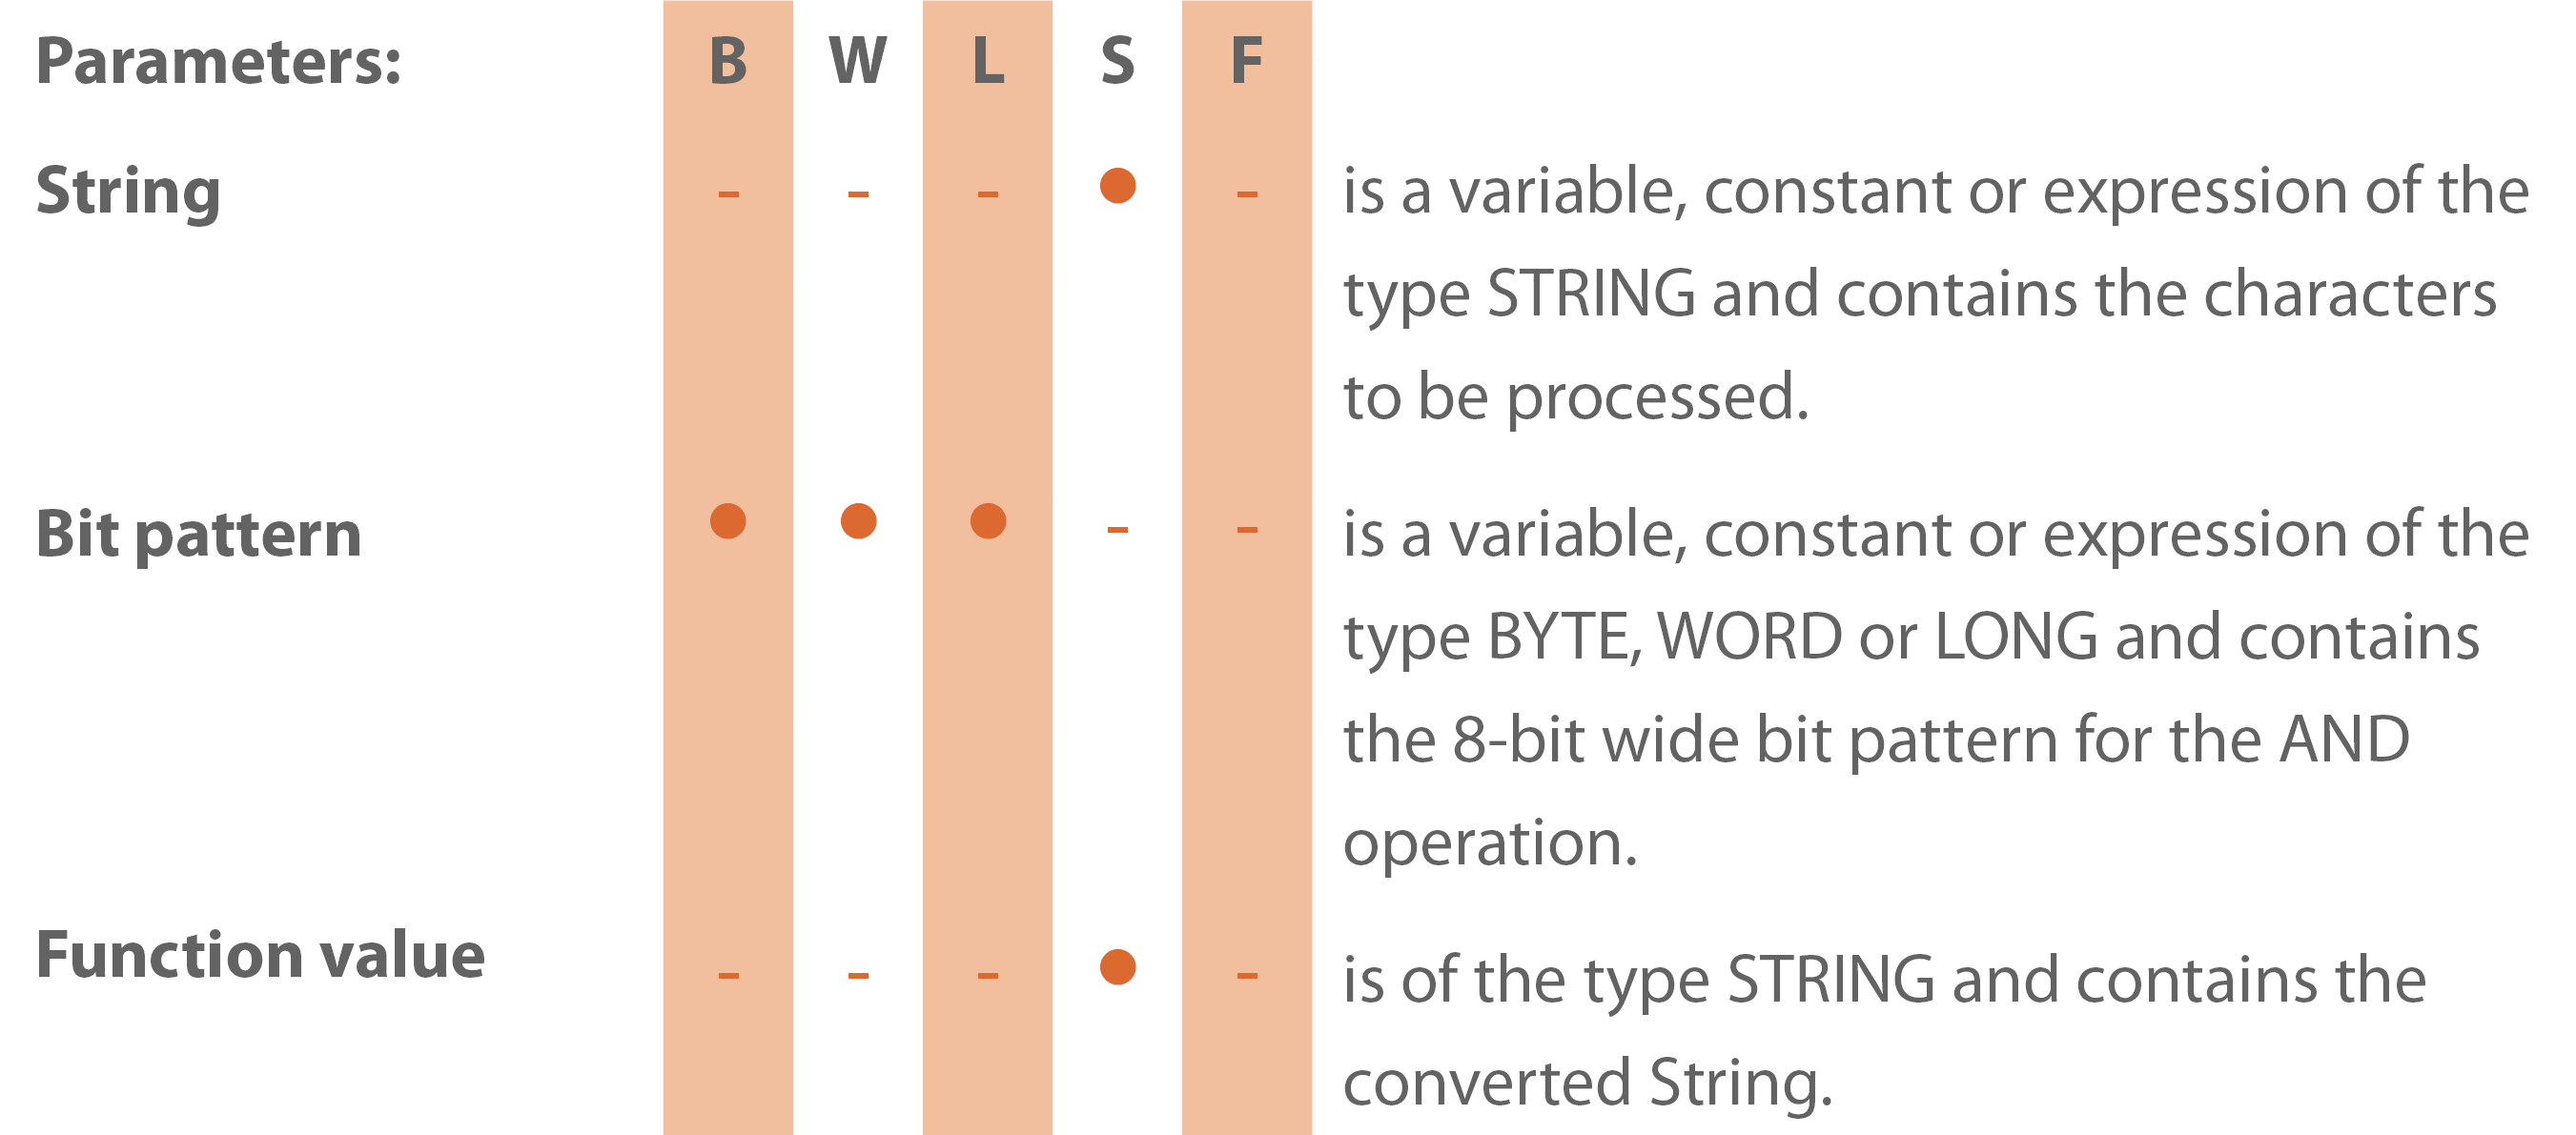 Parameters: B W L S F
String - - - ● - is a variable, constant or expression of the
type STRING and contains the characters
to be processed.
Bit pattern ● ● ● - - is a variable, constant or expression of the
type BYTE, WORD or LONG and contains
the 8-bit wide bit pattern for the AND
operation.
Function value - - - ● - is of the type STRING and contains the
converted String.